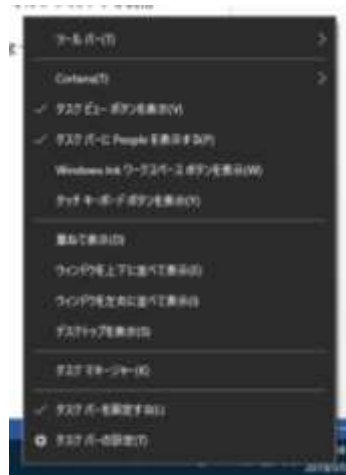 ツール バー(T)
Cortana(T)
タスク ビュー ボタンを表示(V)
タスク バーに People を表示する(P)
Windows Ink ワークスペース ボタンを表示(W)
タッチ キーボード ボタンを表示(Y)
重ねて表示(D)
ウィンドウを上下に並べて表示(E)
ウィンドウを左右に並べて表示(I)
デスクトップを表示(S)
タスク マネージャー(K)
タスク バーを固定する(L)
タスク バーの設定(T)